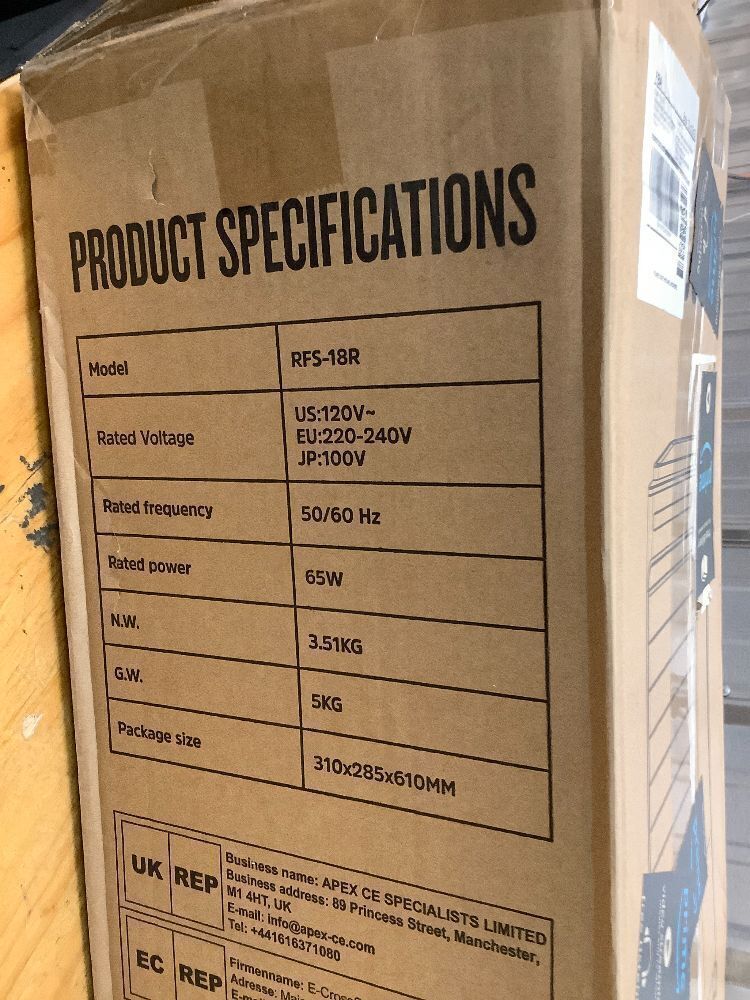 PRODUCT SPECIFICATIONS
Model RFS-18R
Rated Voltage US:120V~
EU:220-240V
JP:100V
Rated frequency 50/60 Hz
Rated power 65W
N.W. 3.51KG
G.W. 5KG
Package size 310x285x610MM
UK REP
Business name: APEX CE SPECIALISTS LIMITED
Business address: 89 Princess Street, Manchester,
M1 4HT, UK
E-mail: info@apex-ce.com
Tel: +441616371080
EC REP
Firmenname:
Adresse: